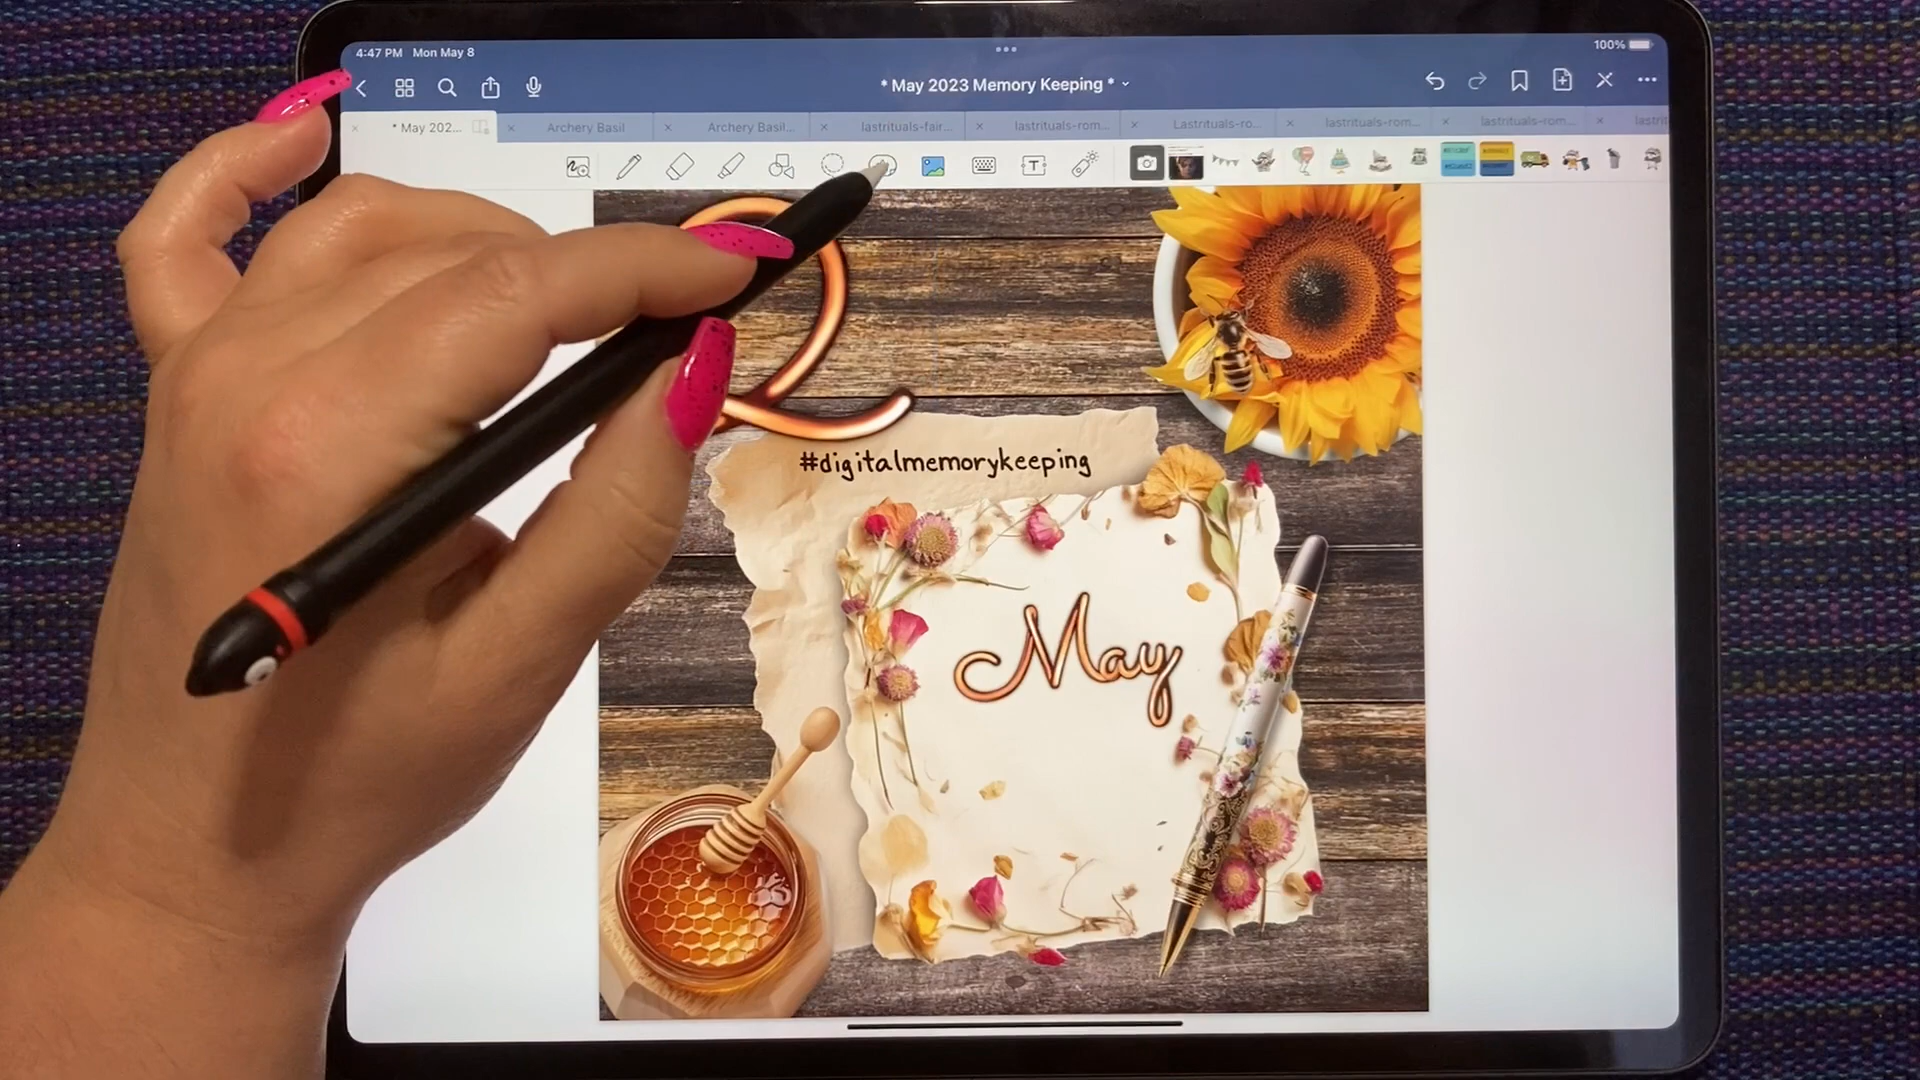 4:47 PM Mon May 8
100%
* May 2023 Memory Keeping *
* May 202...
Archery Basil
Archery Basil...
lastrituals-fair...
lastrituals-rom...
Lastrituals-ro...
lastrituals-rom...
lastrituals-rom...
#digitalmemorykeeping
May